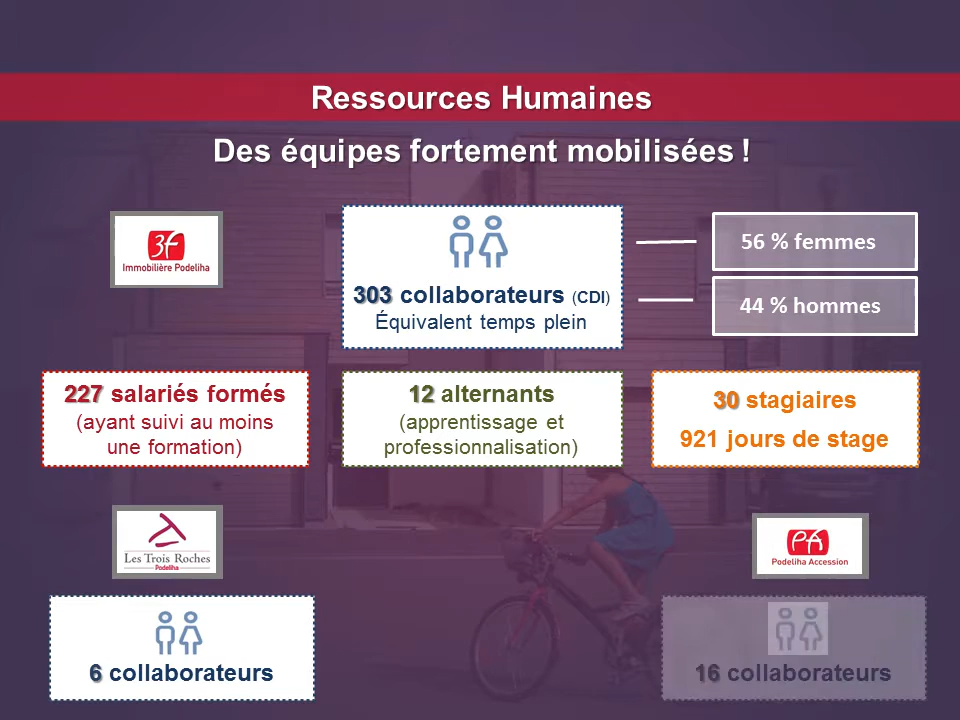 Ressources Humaines
Des équipes fortement mobilisées !
3F
Immobilière Podeliha
303 collaborateurs (CDI)
Équivalent temps plein
56 % femmes
44 % hommes
227 salariés formés
(ayant suivi au moins
une formation)
12 alternants
(apprentissage et
professionnalisation)
30 stagiaires
921 jours de stage
Les Trois Roches
Podeliha
PA
Podeliha Accession
6 collaborateurs
16 collaborateurs